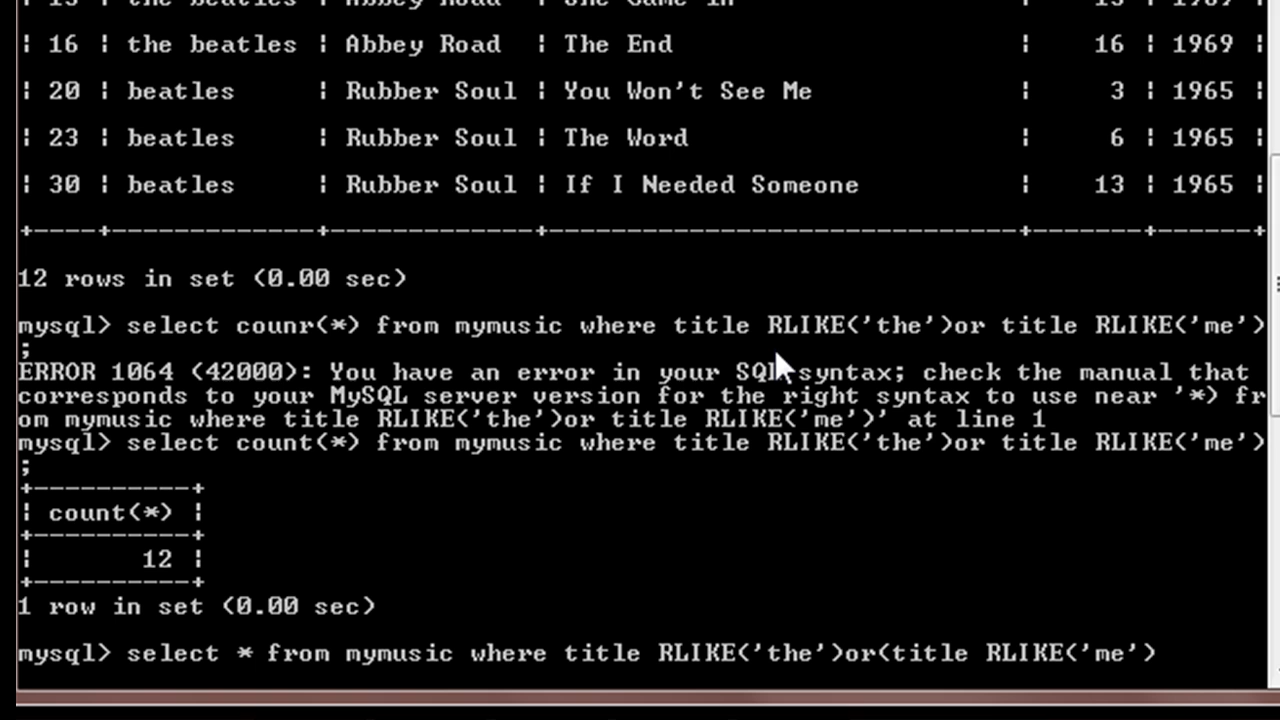 | 16 | the beatles | Abbey Road | The End | 16 | 1969 |
| 20 | beatles | Rubber Soul | You Won't See Me | 3 | 1965 |
| 23 | beatles | Rubber Soul | The Word | 6 | 1965 |
| 30 | beatles | Rubber Soul | If I Needed Someone | 13 | 1965 |
+----+-------------+-------------+------------------------------+-------+------+
12 rows in set (0.00 sec)
mysql> select counr(*) from mymusic where title RLIKE('the')or title RLIKE('me')
;
ERROR 1064 (42000): You have an error in your SQL syntax; check the manual that
corresponds to your MySQL server version for the right syntax to use near '*) fr
om mymusic where title RLIKE('the')or title RLIKE('me')' at line 1
mysql> select count(*) from mymusic where title RLIKE('the')or title RLIKE('me')
;
+----------+
| count(*) |
+----------+
| 12 |
+----------+
1 row in set (0.00 sec)
mysql> select * from mymusic where title RLIKE('the')or(title RLIKE('me')